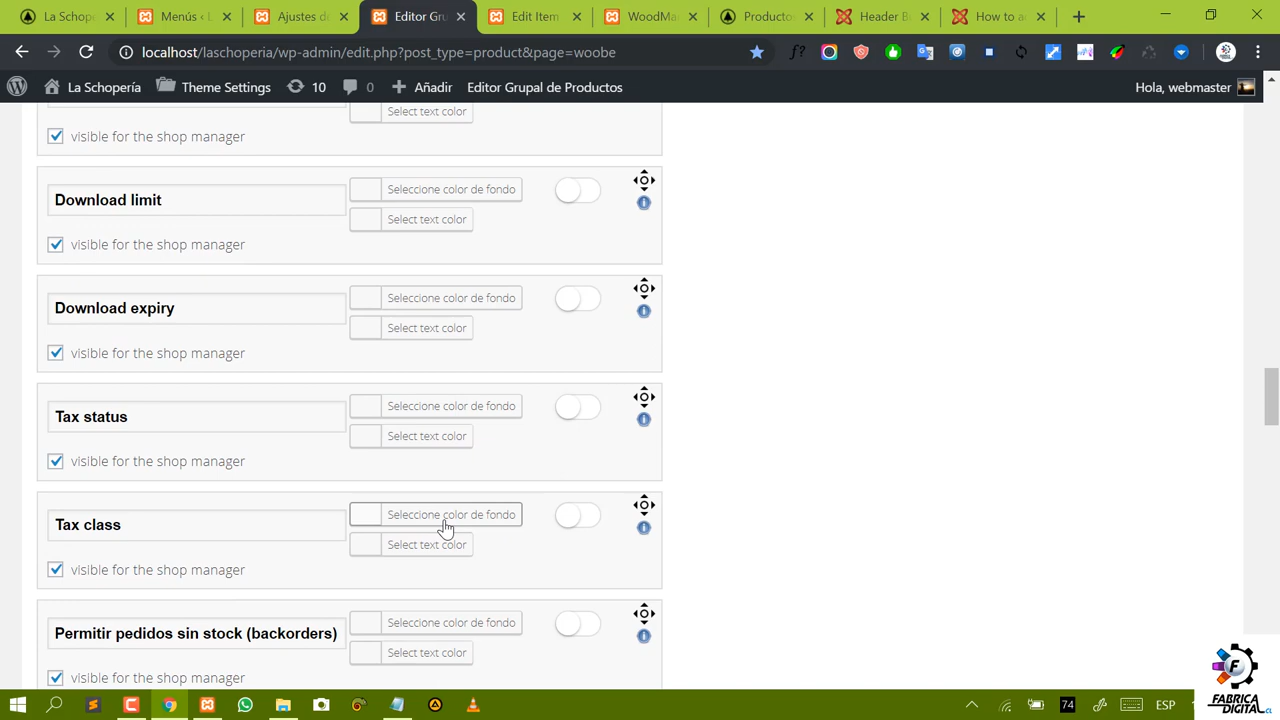 La Schope
Menús ‹ L
Ajustes de
Editor Gru
Edit Item
WoodMa
Producto
Header B
How to a
localhost/laschoperia/wp-admin/edit.php?post_type=product&page=woobe
La Schopería
Theme Settings
10
0
Añadir
Editor Grupal de Productos
Hola, webmaster
Select text color
visible for the shop manager
Download limit
Seleccione color de fondo
Select text color
visible for the shop manager
Download expiry
Seleccione color de fondo
Select text color
visible for the shop manager
Tax status
Seleccione color de fondo
Select text color
visible for the shop manager
Tax class
Seleccione color de fondo
Select text color
visible for the shop manager
Permitir pedidos sin stock (backorders)
Seleccione color de fondo
Select text color
visible for the shop manager
F
FABRICA
DIGITAL.CL
74
ESP